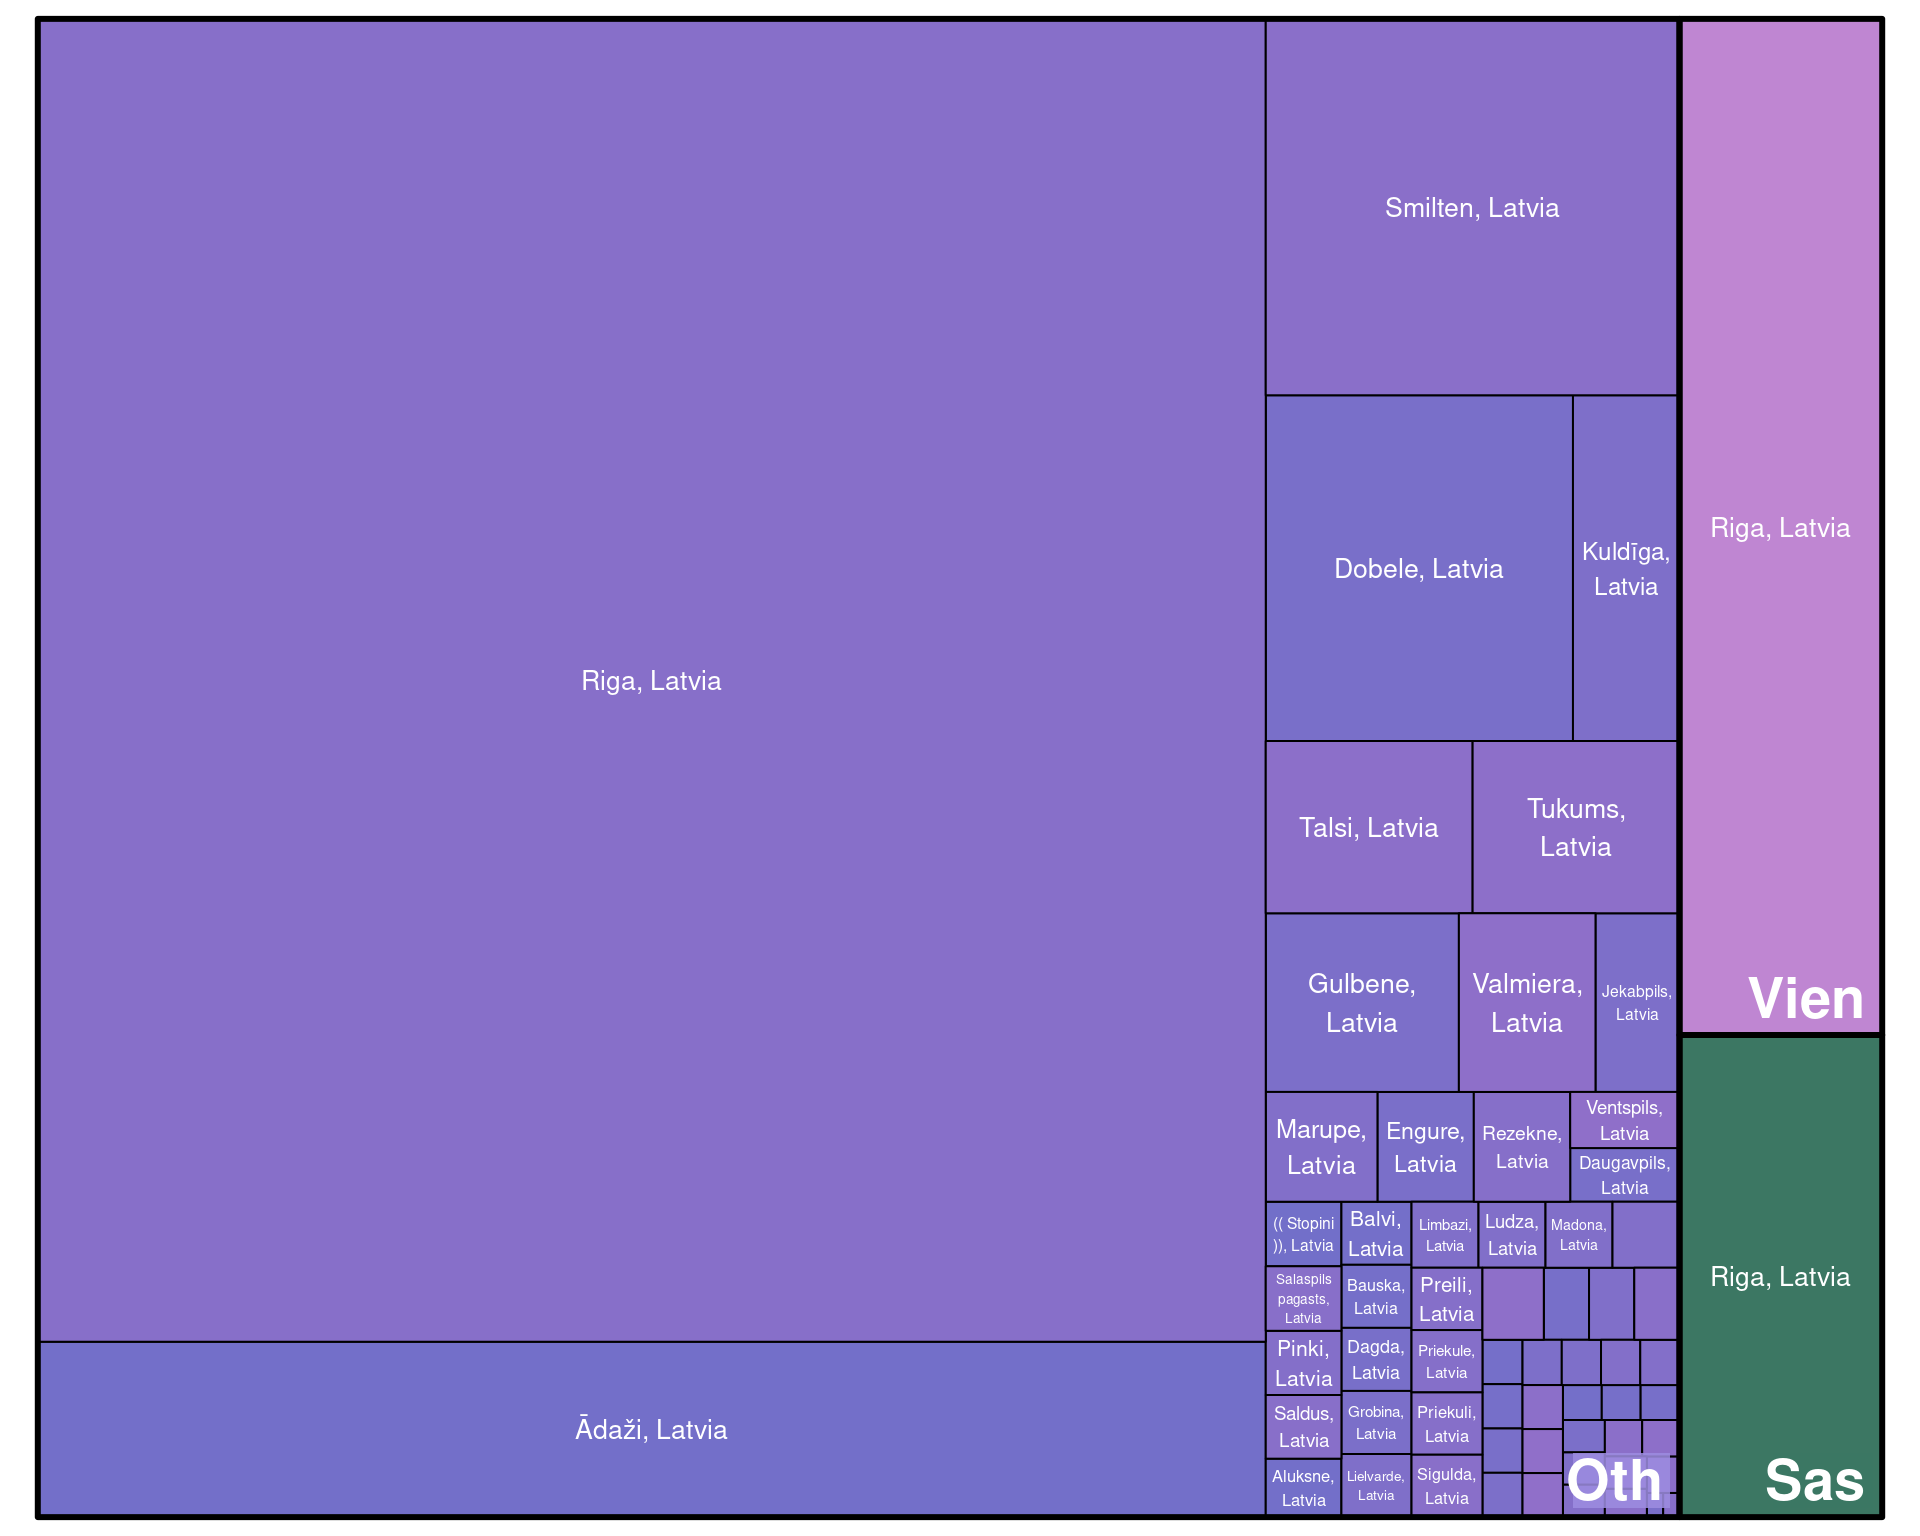 Riga, Latvia
Ādaži, Latvia
Smilten, Latvia
Dobele, Latvia
Kuldīga,
Latvia
Talsi, Latvia
Tukums,
Latvia
Gulbene,
Latvia
Valmiera,
Latvia
Jekabpils,
Latvia
Marupe,
Latvia
Engure,
Latvia
Rezekne,
Latvia
Ventspils,
Latvia
Daugavpils,
Latvia
(( Stopini
)), Latvia
Salaspils
pagasts,
Latvia
Pinki,
Latvia
Saldus,
Latvia
Aluksne,
Latvia
Balvi,
Latvia
Bauska,
Latvia
Dagda,
Latvia
Grobina,
Latvia
Lielvarde,
Latvia
Limbazi,
Latvia
Ludza,
Latvia
Madona,
Latvia
Preili,
Latvia
Priekule,
Latvia
Priekuli,
Latvia
Sigulda,
Latvia
Oth
Riga, Latvia
Vien
Riga, Latvia
Sas